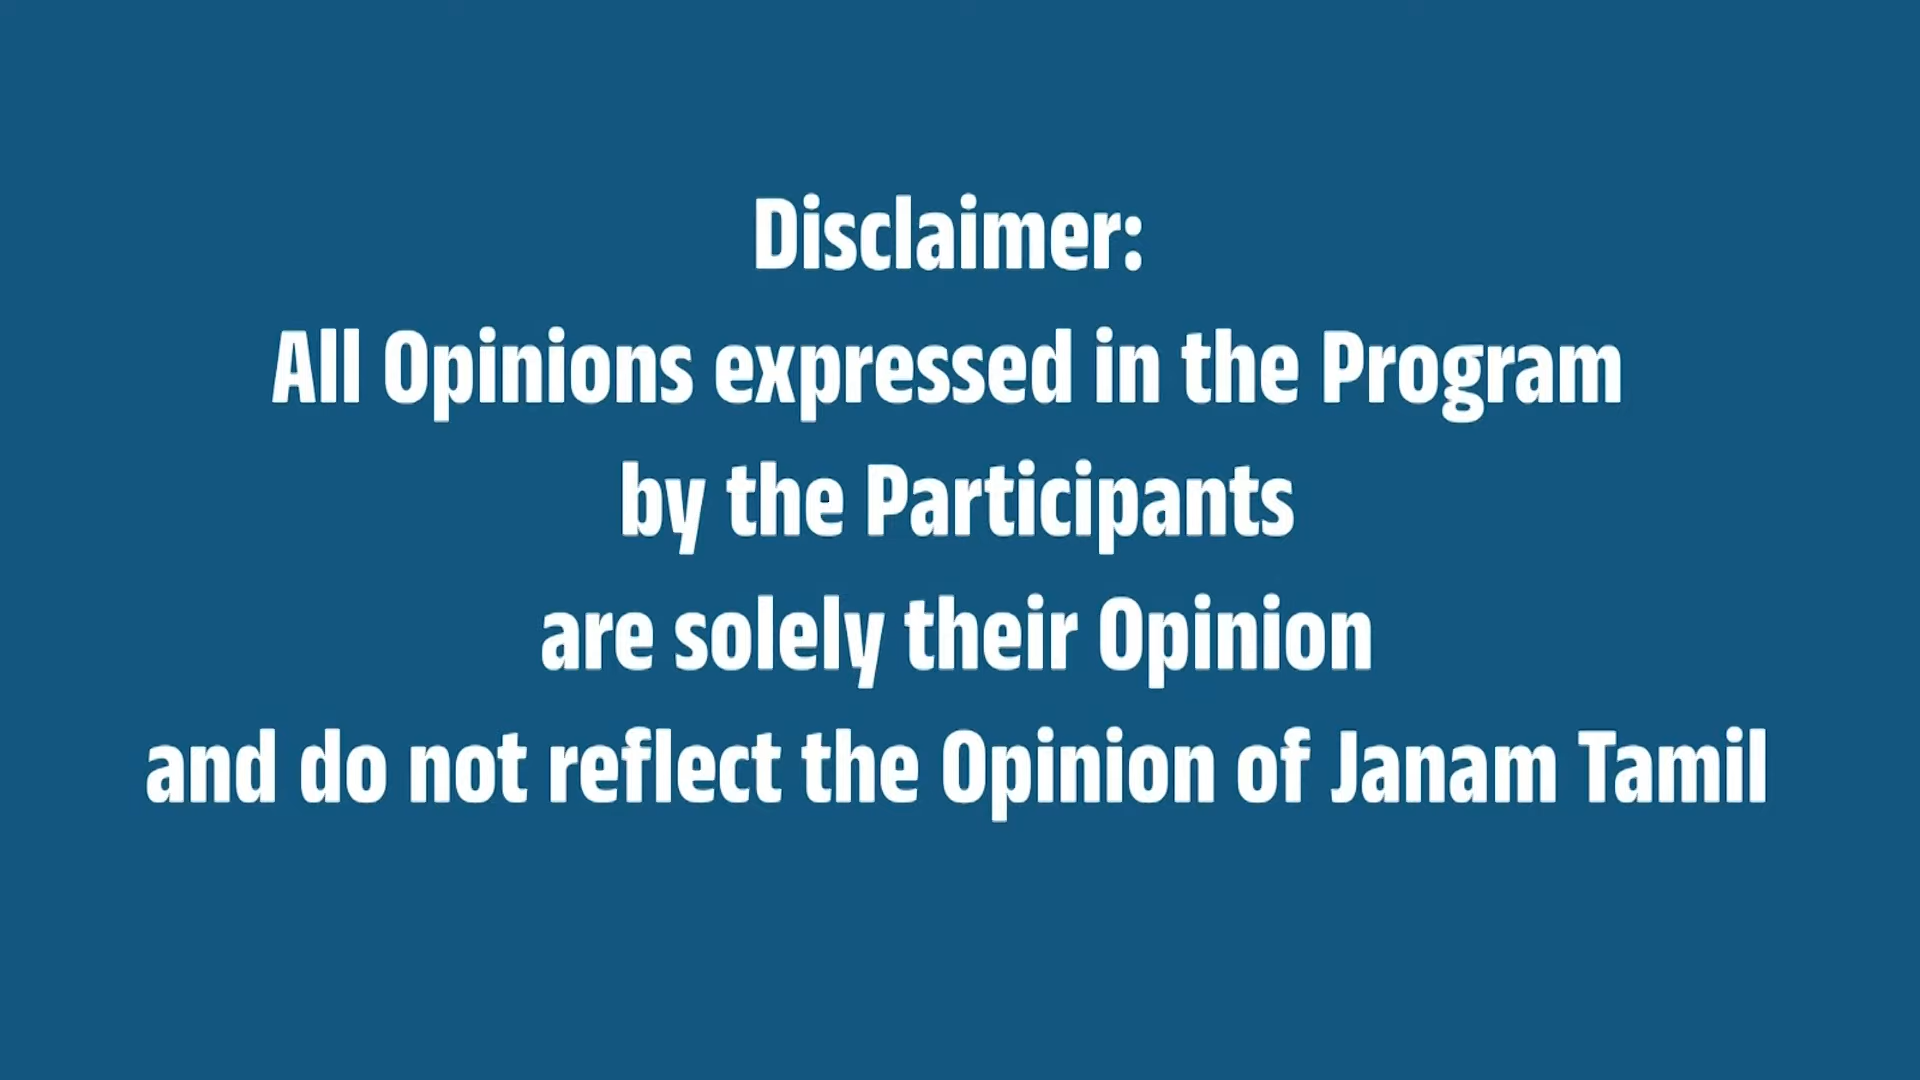 Disclaimer:
All Opinions expressed in the Program
by the Participants
are solely their Opinion
and do not reflect the Opinion of Janam Tamil